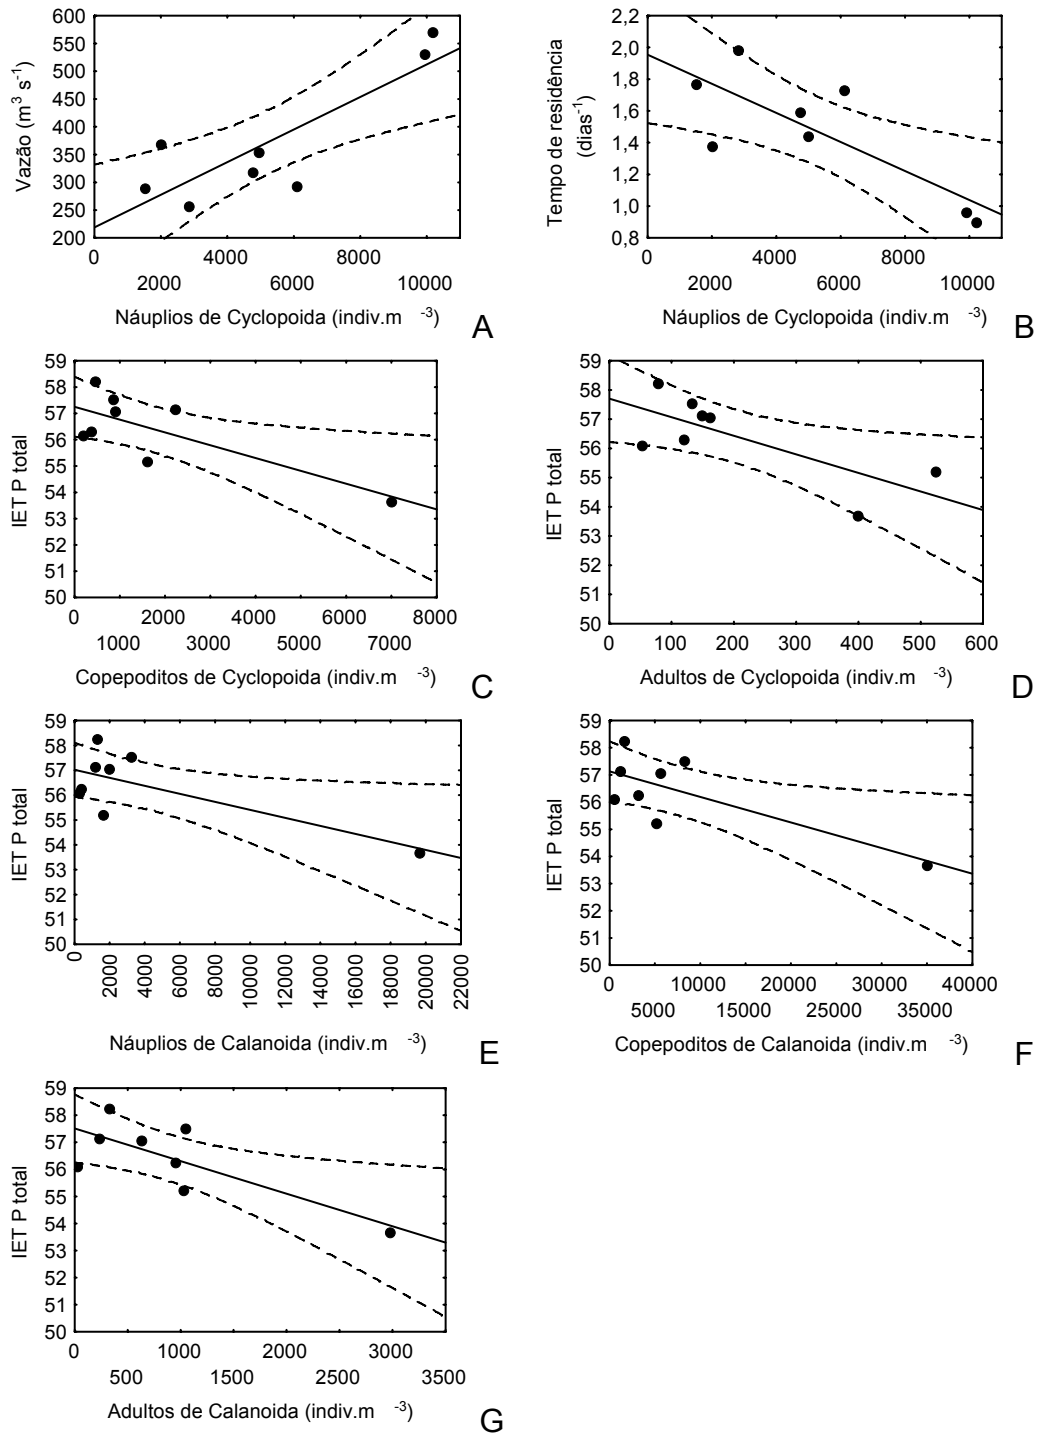 600
550
500
450
400
350
300
250
200
Vazão (m³ s⁻¹)
0 4000 8000
2000 6000 10000
Náuplios de Cyclopoida (indiv.m ⁻³)
A
2,2
2,0
1,8
1,6
1,4
1,2
1,0
0,8
Tempo de residência
(dias⁻¹)
0 4000 8000
2000 6000 10000
Náuplios de Cyclopoida (indiv.m ⁻³)
B
59
58
57
56
55
54
53
52
51
50
IET P total
0 2000 4000 6000 8000
1000 3000 5000 7000
Copepoditos de Cyclopoida (indiv.m ⁻³)
C
59
58
57
56
55
54
53
52
51
50
IET P total
0 100 200 300 400 500 600
Adultos de Cyclopoida (indiv.m ⁻³)
D
59
58
57
56
55
54
53
52
51
50
IET P total
0 2000 4000 6000 8000 10000 12000 14000 16000 18000 20000 22000
Náuplios de Calanoida (indiv.m ⁻³)
E
59
58
57
56
55
54
53
52
51
50
IET P total
0 10000 20000 30000 40000
5000 15000 25000 35000
Copepoditos de Calanoida (indiv.m ⁻³)
F
59
58
57
56
55
54
53
52
51
50
IET P total
0 1000 2000 3000
500 1500 2500 3500
Adultos de Calanoida (indiv.m ⁻³)
G